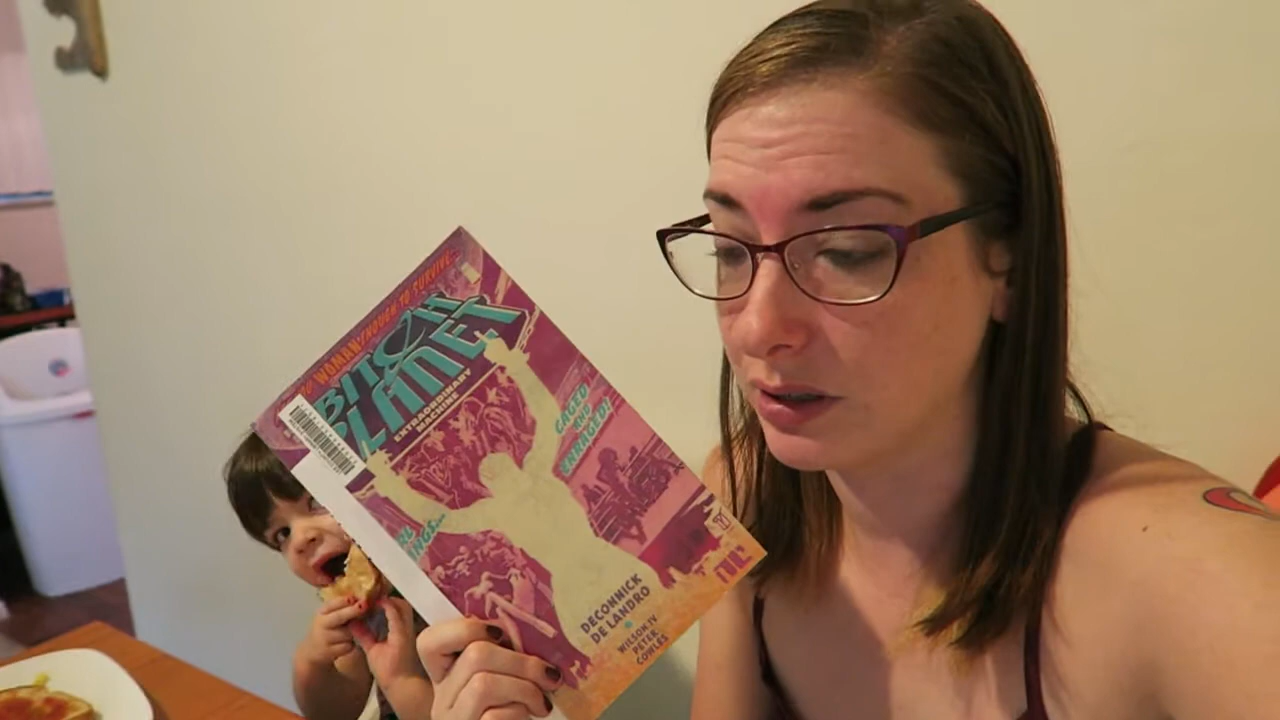 WOMAN ENOUGH TO SURVIVE...
BITCH
PLANET
EXTRAORDINARY
MACHINE
CAGED
AND
ENRAGED!
DECONNICK
DE LANDRO
WILSON IV
PETER
COWLES